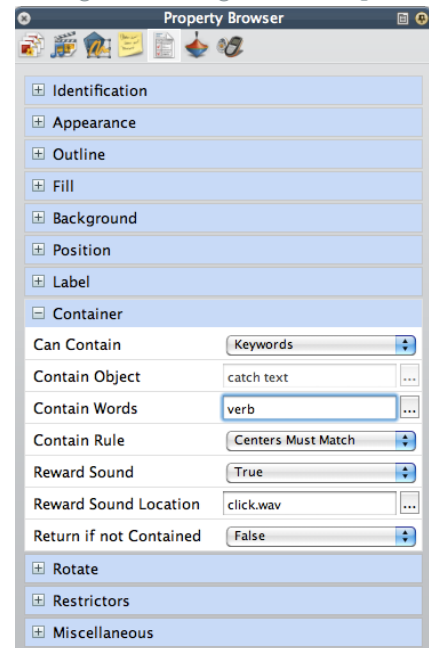 Property Browser
Identification
Appearance
Outline
Fill
Background
Position
Label
Container
Can Contain Keywords
Contain Object catch text ...
Contain Words verb ...
Contain Rule Centers Must Match
Reward Sound True
Reward Sound Location click.wav ...
Return if not Contained False
Rotate
Restrictors
Miscellaneous